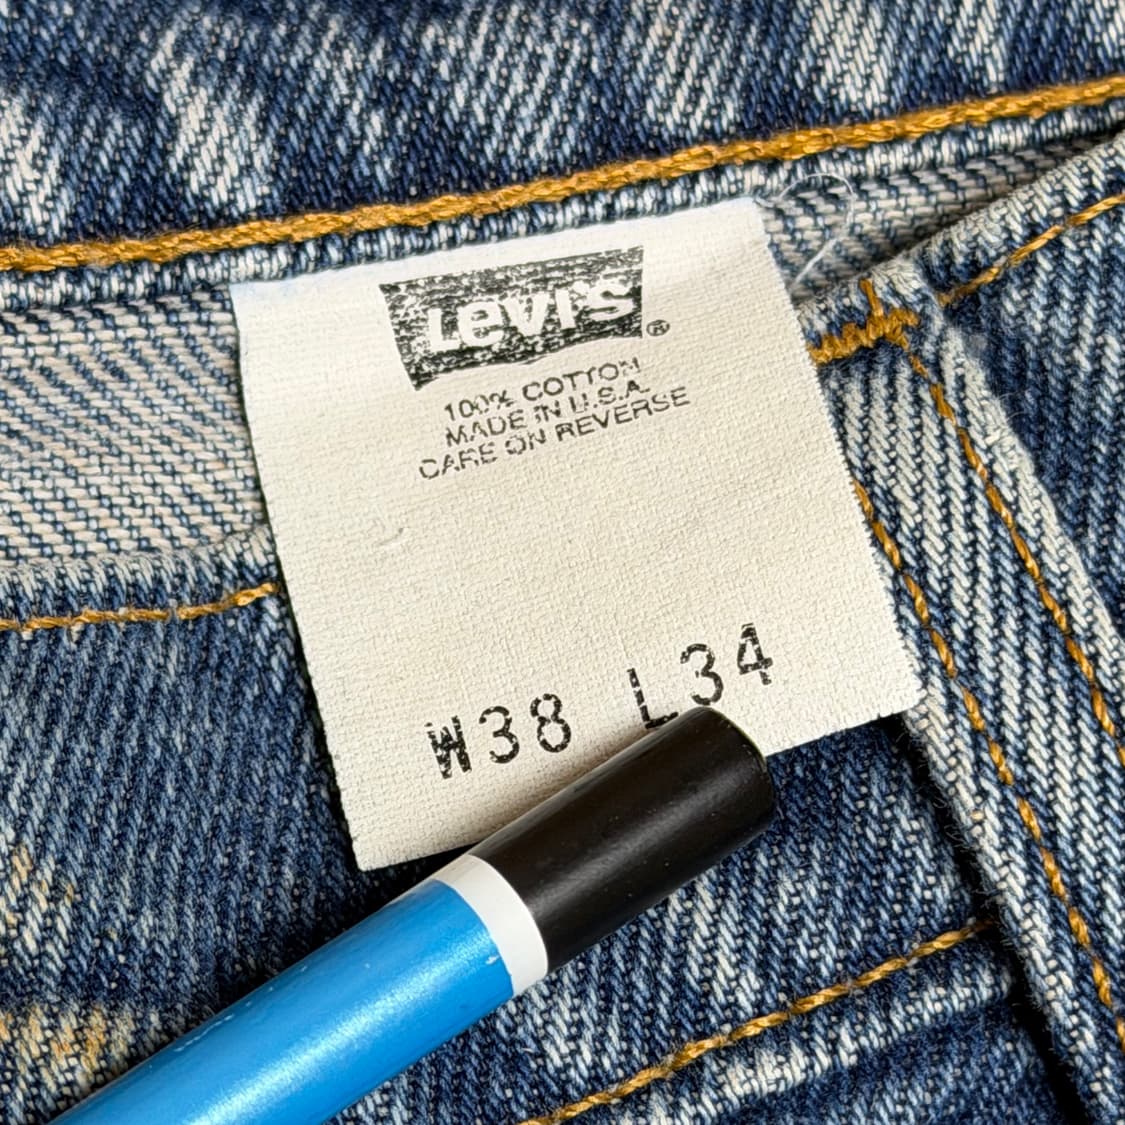 Levi's®
100% COTTON
MADE IN U.S.A.
CARE ON REVERSE
W38 L34